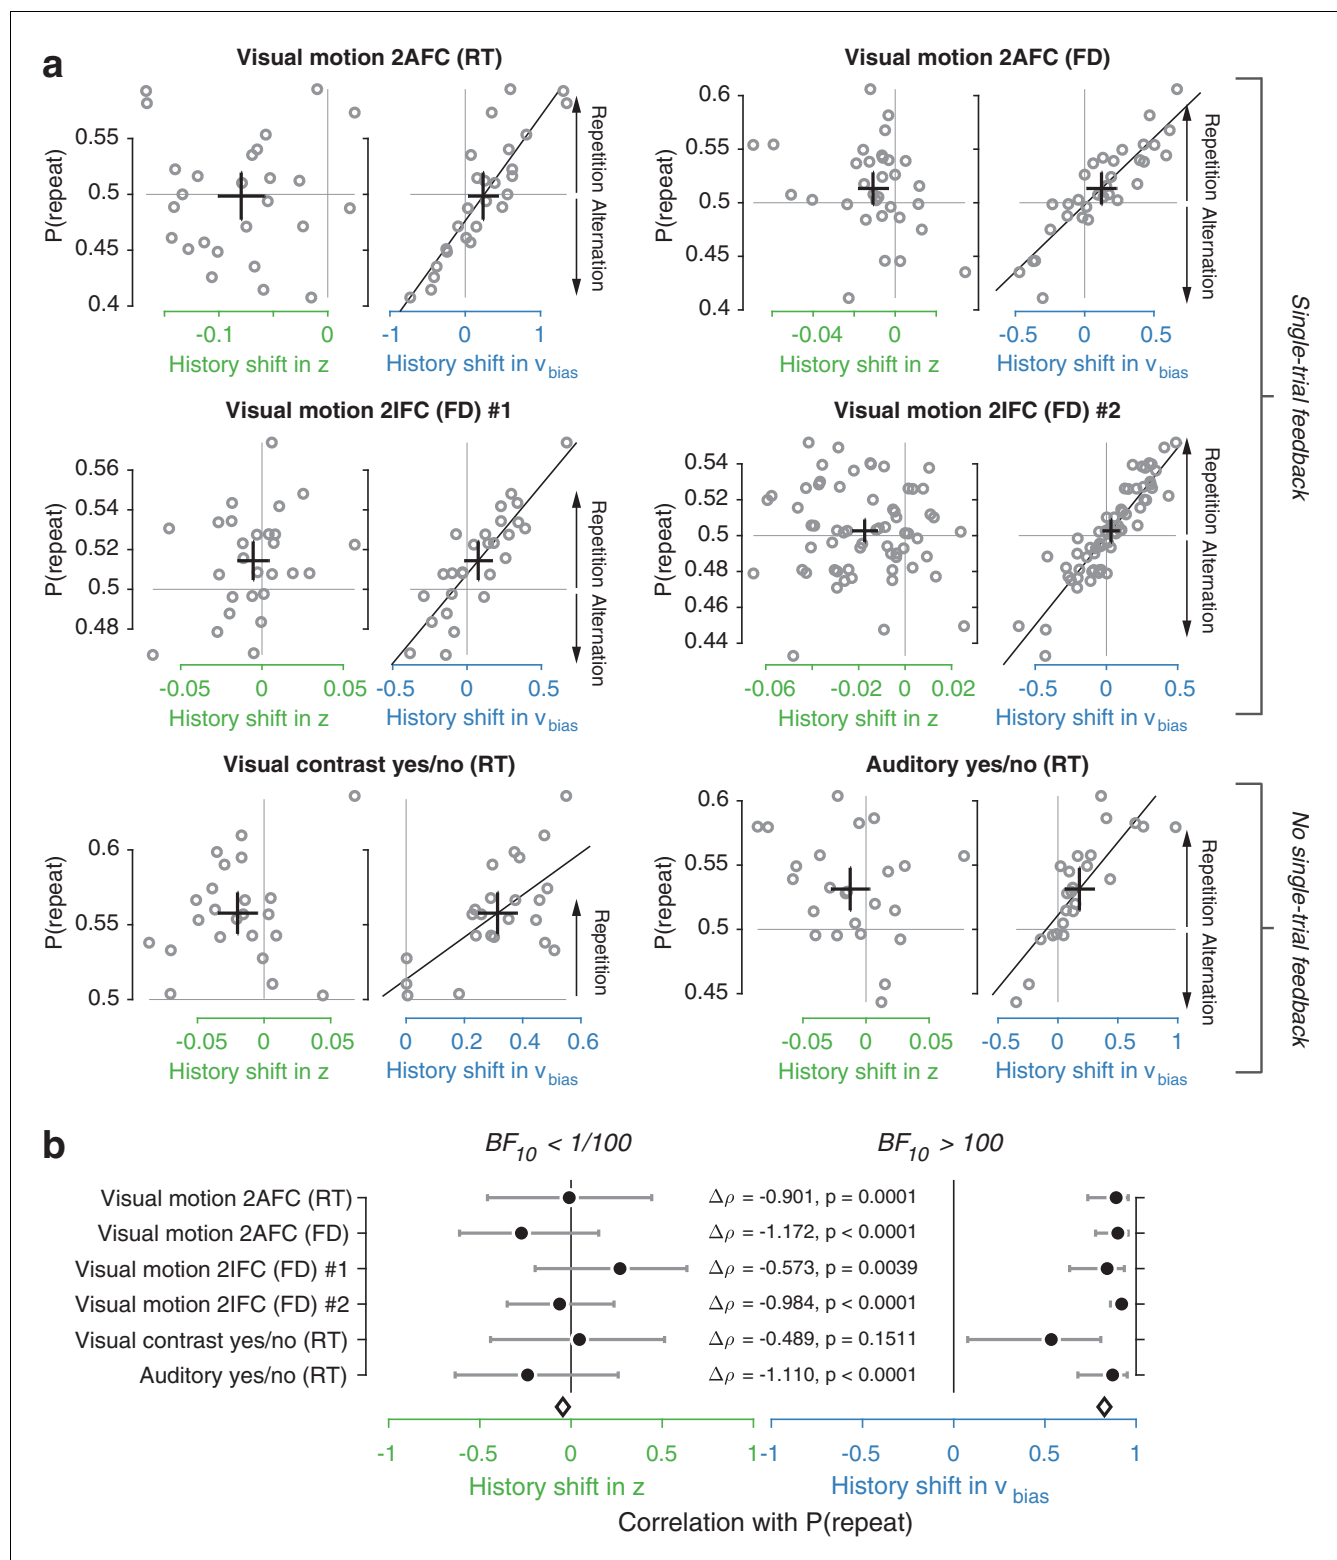 a
Visual motion 2AFC (RT)
P(repeat)
0.55
0.5
0.45
0.4
-0.1 0
History shift in z
-1 0 1
History shift in v bias
Repetition
Alternation
Visual motion 2AFC (FD)
P(repeat)
0.6
0.55
0.5
0.45
0.4
-0.04 0
History shift in z
-0.5 0 0.5
History shift in v bias
Repetition
Alternation
Visual motion 2IFC (FD) #1
P(repeat)
0.56
0.54
0.52
0.5
0.48
-0.05 0 0.05
History shift in z
-0.5 0 0.5
History shift in v bias
Repetition
Alternation
Visual motion 2IFC (FD) #2
P(repeat)
0.54
0.52
0.5
0.48
0.46
0.44
-0.06 -0.02 0 0.02
History shift in z
-0.5 0 0.5
History shift in v bias
Repetition
Alternation
Single-trial feedback
Visual contrast yes/no (RT)
P(repeat)
0.6
0.55
0.5
-0.05 0 0.05
History shift in z
0 0.2 0.4 0.6
History shift in v bias
Repetition
Auditory yes/no (RT)
P(repeat)
0.6
0.55
0.5
0.45
-0.05 0 0.05
History shift in z
-0.5 0 0.5 1
History shift in v bias
Repetition
Alternation
No single-trial feedback
b
BF10 < 1/100 BF10 > 100
Visual motion 2AFC (RT) Δρ = -0.901, p = 0.0001
Visual motion 2AFC (FD) Δρ = -1.172, p < 0.0001
Visual motion 2IFC (FD) #1 Δρ = -0.573, p = 0.0039
Visual motion 2IFC (FD) #2 Δρ = -0.984, p < 0.0001
Visual contrast yes/no (RT) Δρ = -0.489, p = 0.1511
Auditory yes/no (RT) Δρ = -1.110, p < 0.0001
-1 -0.5 0 0.5 1 -1 0 0.5 1
History shift in z History shift in v bias
Correlation with P(repeat)